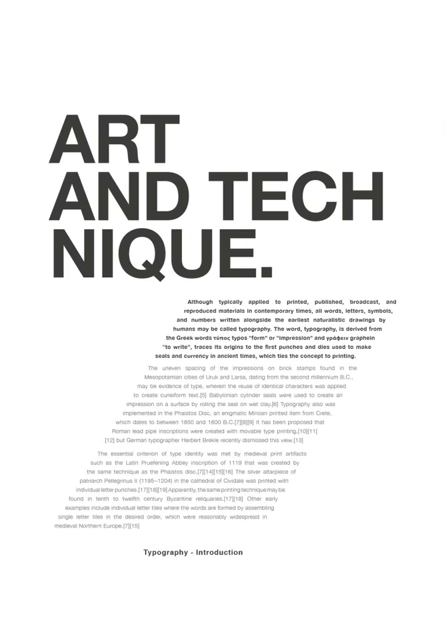 ART
AND TECH
NIQUE.
Although typically applied to printed, published, broadcast, and
reproduced materials in contemporary times, all words, letters, symbols,
and numbers written alongside the earliest naturalistic drawings by
humans may be called typography. The word, typography, is derived from
the Greek words τύπος typos "form" or "impression" and γράφειν graphein
"to write", traces its origins to the first punches and dies used to make
seals and currency in ancient times, which ties the concept to printing.
The uneven spacing of the impressions on brick stamps found in the
Mesopotamian cities of Uruk and Larsa, dating from the second millennium B.C.,
may be evidence of type, wherein the reuse of identical characters was applied
to create cuneiform text.[5] Babylonian cylinder seals were used to create an
impression on a surface by rolling the seal on wet clay.[6] Typography also was
implemented in the Phaistos Disc, an enigmatic Minoan printed item from Crete,
which dates to between 1850 and 1600 B.C.[7][8][9] It has been proposed that
Roman lead pipe inscriptions were created with movable type printing,[10][11]
[12] but German typographer Herbert Brekle recently dismissed this view.[13]
The essential criterion of type identity was met by medieval print artifacts
such as the Latin Pruefening Abbey inscription of 1119 that was created by
the same technique as the Phaistos disc.[7][14][15][16] The silver altarpiece of
patriarch Pellegrinus II (1195–1204) in the cathedral of Cividale was printed with
individual letter punches.[17][18][19] Apparently, the same printing technique may be
found in tenth to twelfth century Byzantine reliquaries.[17][18] Other early
examples include individual letter tiles where the words are formed by assembling
single letter tiles in the desired order, which were reasonably widespread in
medieval Northern Europe.[7][15]
Typography - Introduction